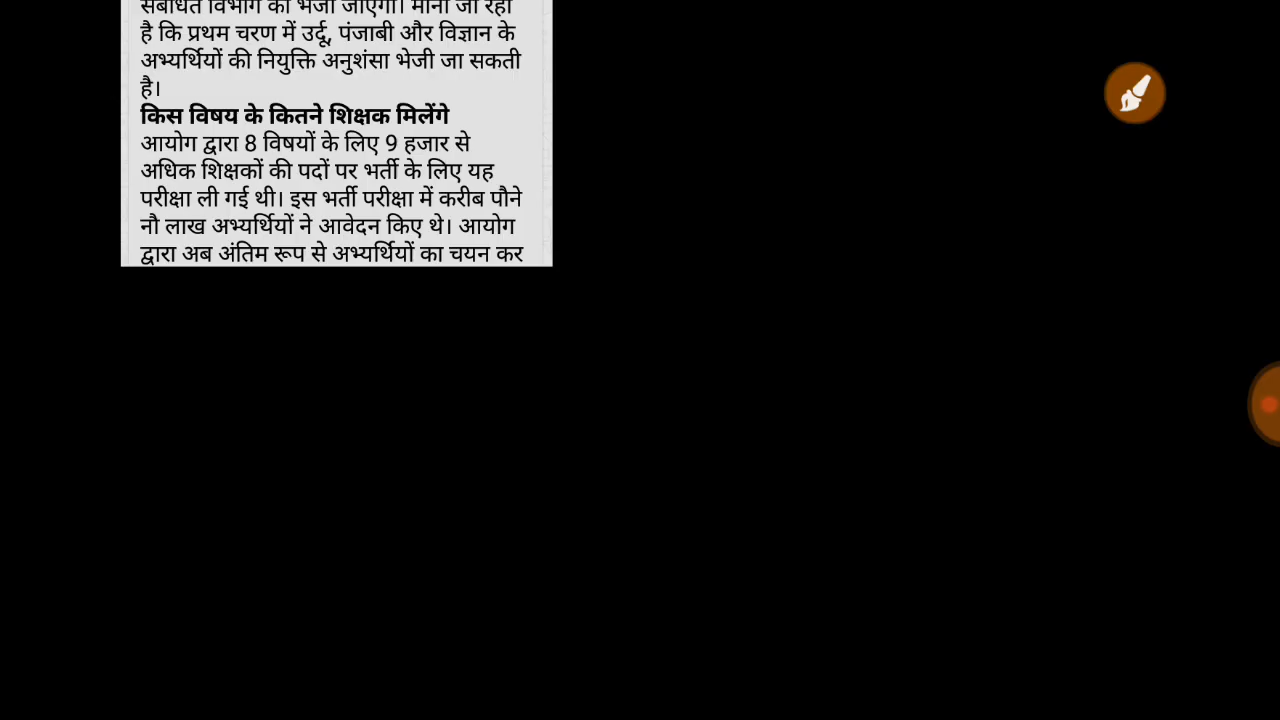 संबंधित विभाग को भेजी जाएगी। माना जा रहा
है कि प्रथम चरण में उर्दू, पंजाबी और विज्ञान के
अभ्यर्थियों की नियुक्ति अनुशंसा भेजी जा सकती
है।
किस विषय के कितने शिक्षक मिलेंगे
आयोग द्वारा 8 विषयों के लिए 9 हजार से
अधिक शिक्षकों की पदों पर भर्ती के लिए यह
परीक्षा ली गई थी। इस भर्ती परीक्षा में करीब पौने
नौ लाख अभ्यर्थियों ने आवेदन किए थे। आयोग
द्वारा अब अंतिम रूप से अभ्यर्थियों का चयन कर